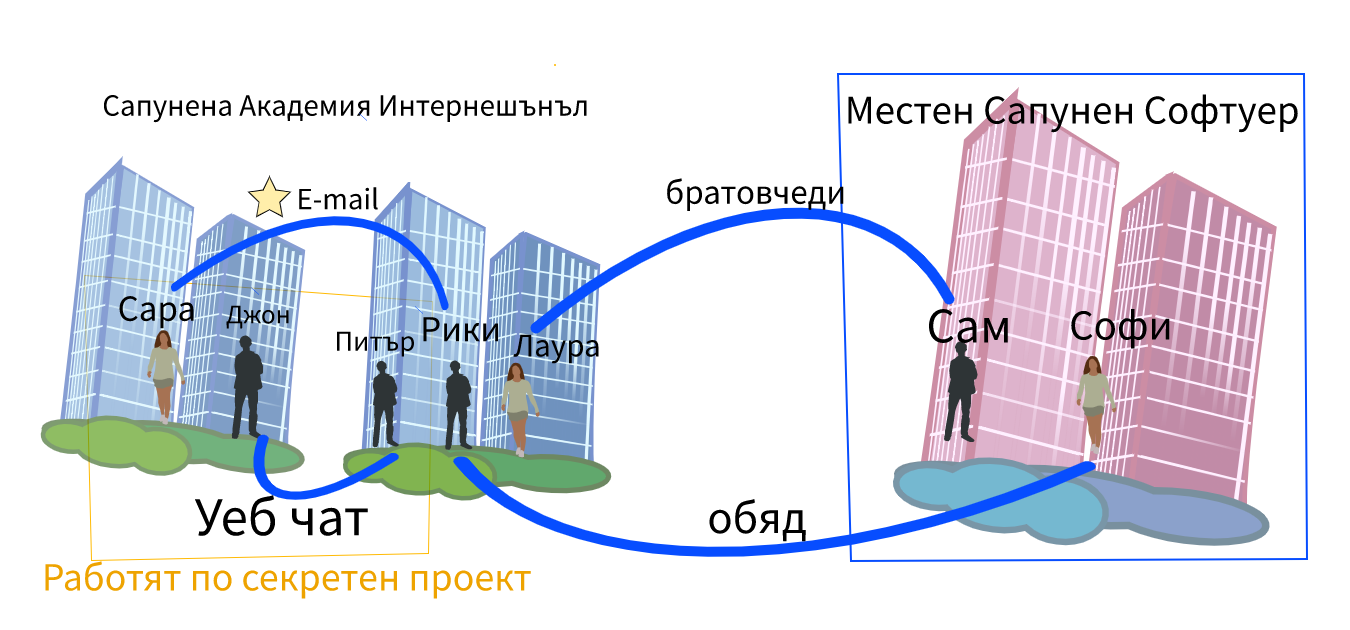 Сапунена Академия Интернешънъл
Местен Сапунен Софтуер
E-mail
братовчеди
Сара
Джон
Питър
Рики
Лаура
Сам
Софи
Уеб чат
обяд
Работят по секретен проект